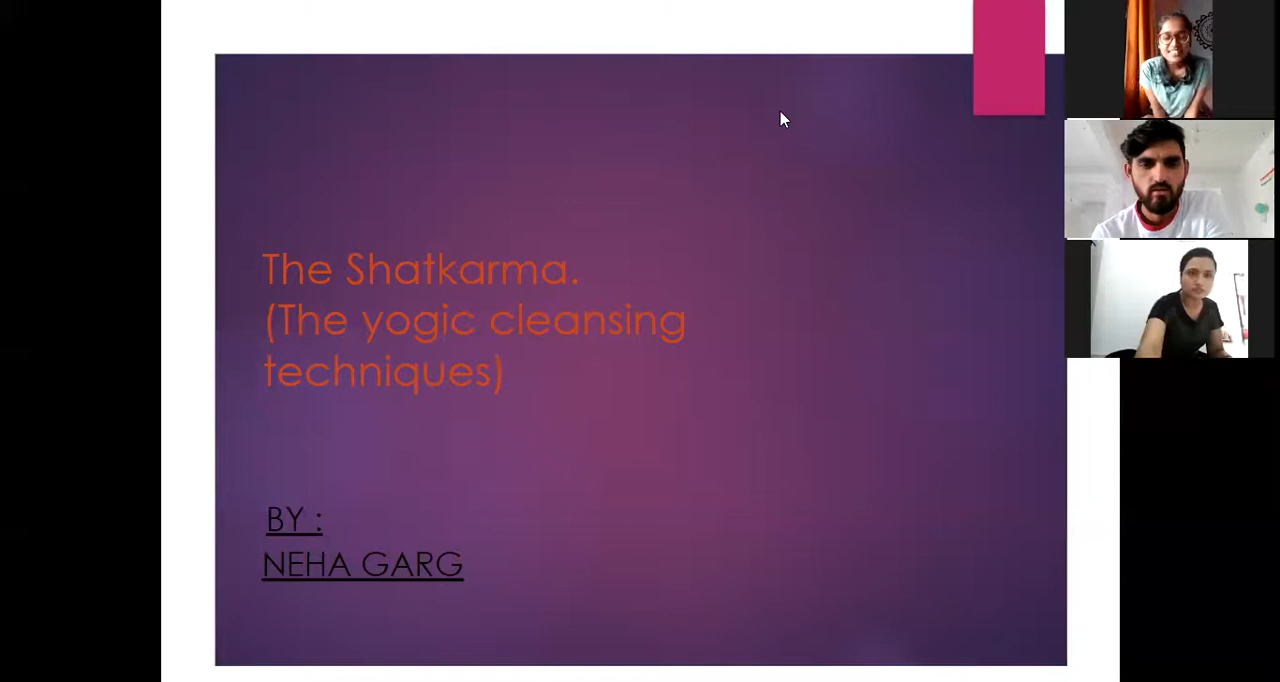 The Shatkarma.
(The yogic cleansing
techniques)
BY :
NEHA GARG